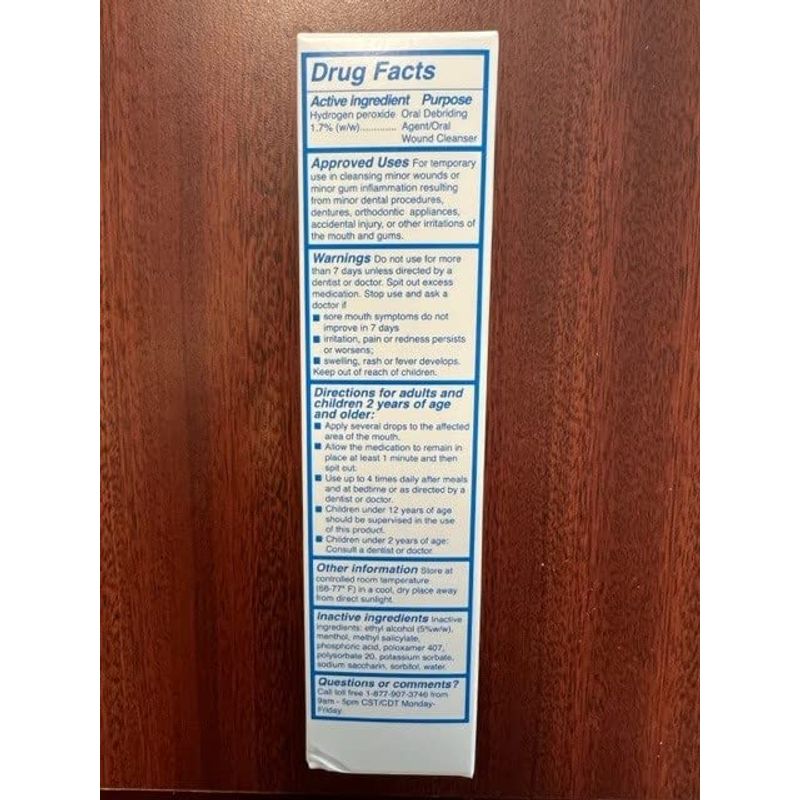 Drug Facts
Active ingredient Purpose
Hydrogen peroxide Oral Debriding
1.7% (w/w)............. Agent/Oral
Wound Cleanser
Approved Uses For temporary
use in cleansing minor wounds or
minor gum inflammation resulting
from minor dental procedures,
dentures, orthodontic appliances,
accidental injury, or other irritations of
the mouth and gums.
Warnings Do not use for more
than 7 days unless directed by a
dentist or doctor. Spit out excess
medication. Stop use and ask a
doctor if
■ sore mouth symptoms do not
improve in 7 days
■ irritation, pain or redness persists
or worsens;
■ swelling, rash or fever develops.
Keep out of reach of children.
Directions for adults and
children 2 years of age
and older:
■ Apply several drops to the affected
area of the mouth.
■ Allow the medication to remain in
place at least 1 minute and then
spit out.
■ Use up to 4 times daily after meals
and at bedtime or as directed by a
dentist or doctor.
■ Children under 12 years of age
should be supervised in the use
of this product.
■ Children under 2 years of age:
Consult a dentist or doctor.
Other information Store at
controlled room temperature
(68-77° F) in a cool, dry place away
from direct sunlight.
Inactive ingredients Inactive
ingredients: ethyl alcohol (5%w/w),
menthol, methyl salicylate,
phosphoric acid, poloxamer 407,
polysorbate 20, potassium sorbate,
sodium saccharin, sorbitol, water.
Questions or comments?
Call toll free 1-877-907-3746 from
9am - 5pm CST/CDT Monday-
Friday.